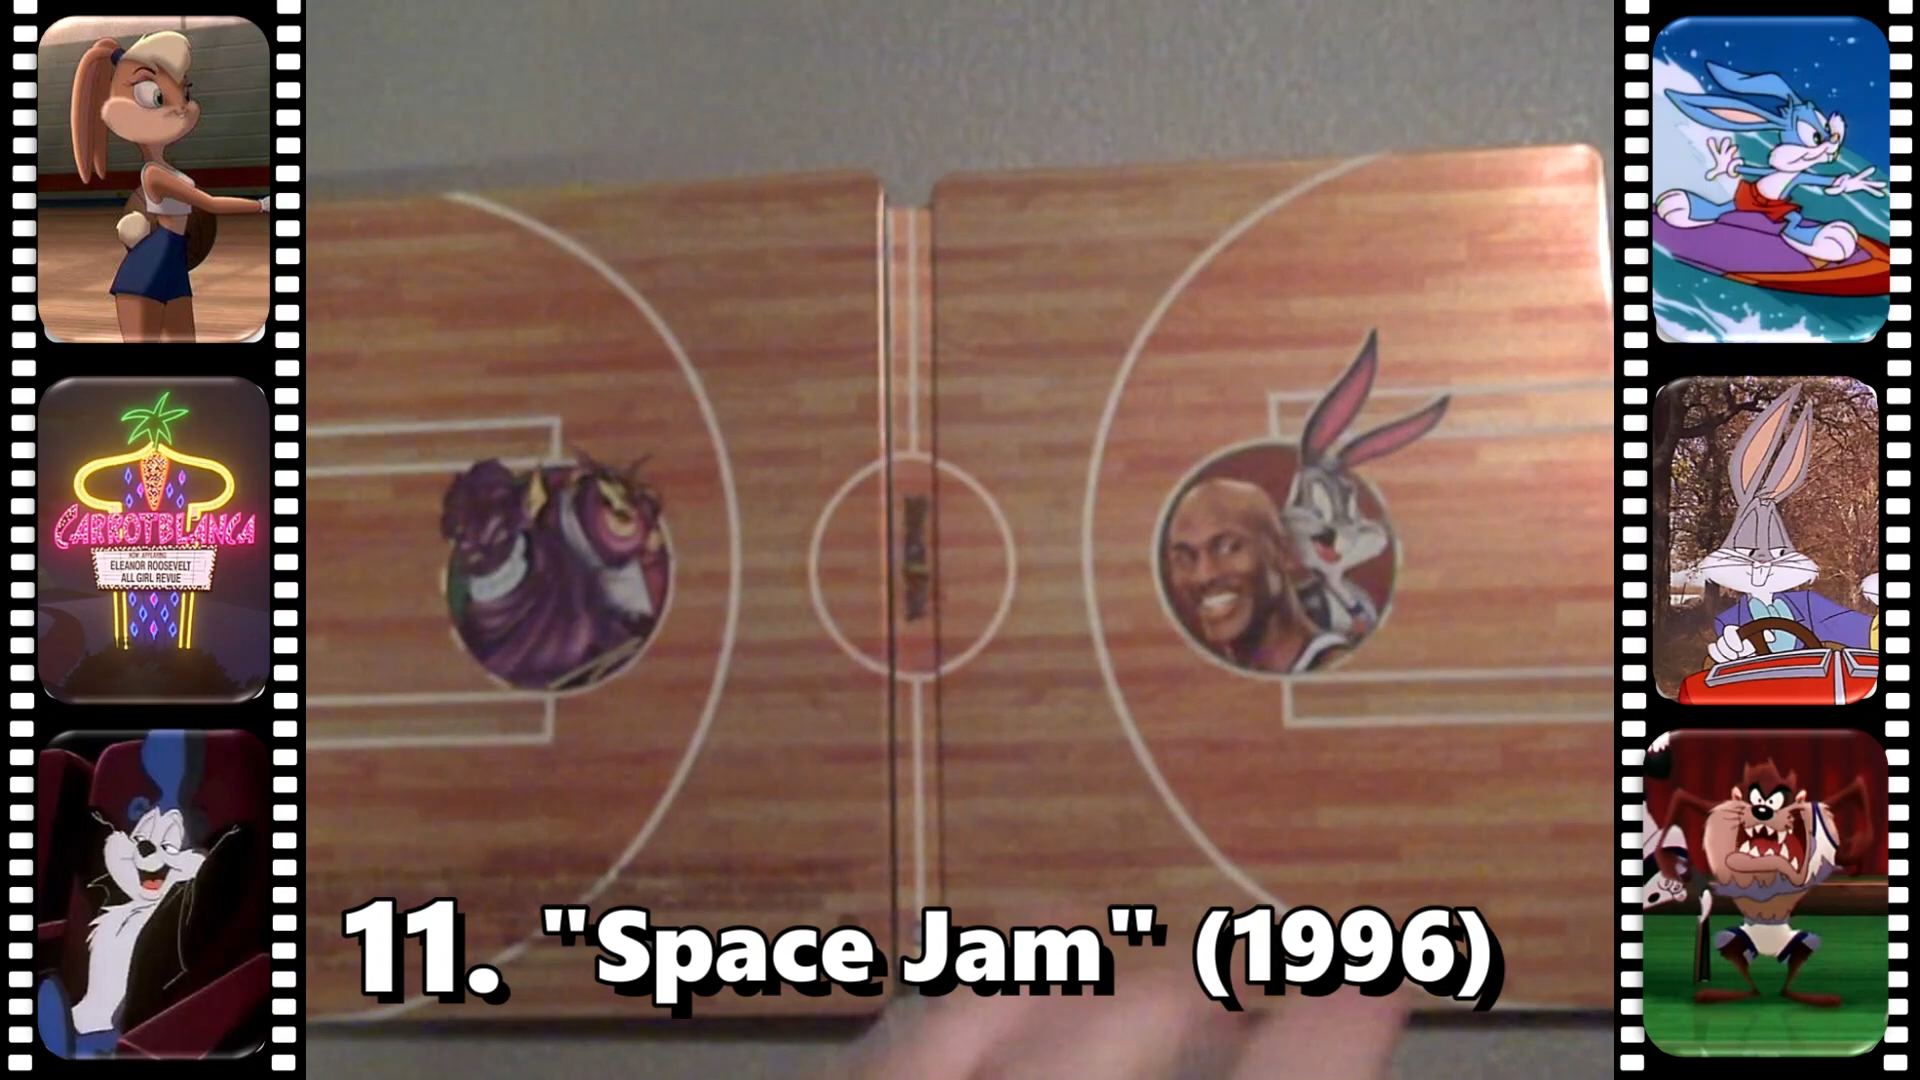 CARROTBLANCA
NOW APPEARING
ELEANOR ROOSEVELT
ALL GIRL REVUE
11. "Space Jam" (1996)